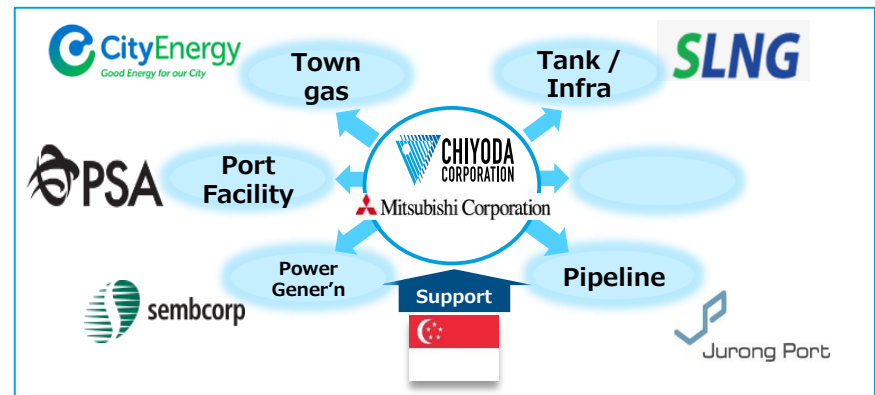 CityEnergy
Good Energy for our City
Town
gas
Tank /
Infra
SLNG
PSA
Port
Facility
CHIYODA
CORPORATION
Mitsubishi Corporation
sembcorp
Power
Gener'n
Support
Pipeline
Jurong Port